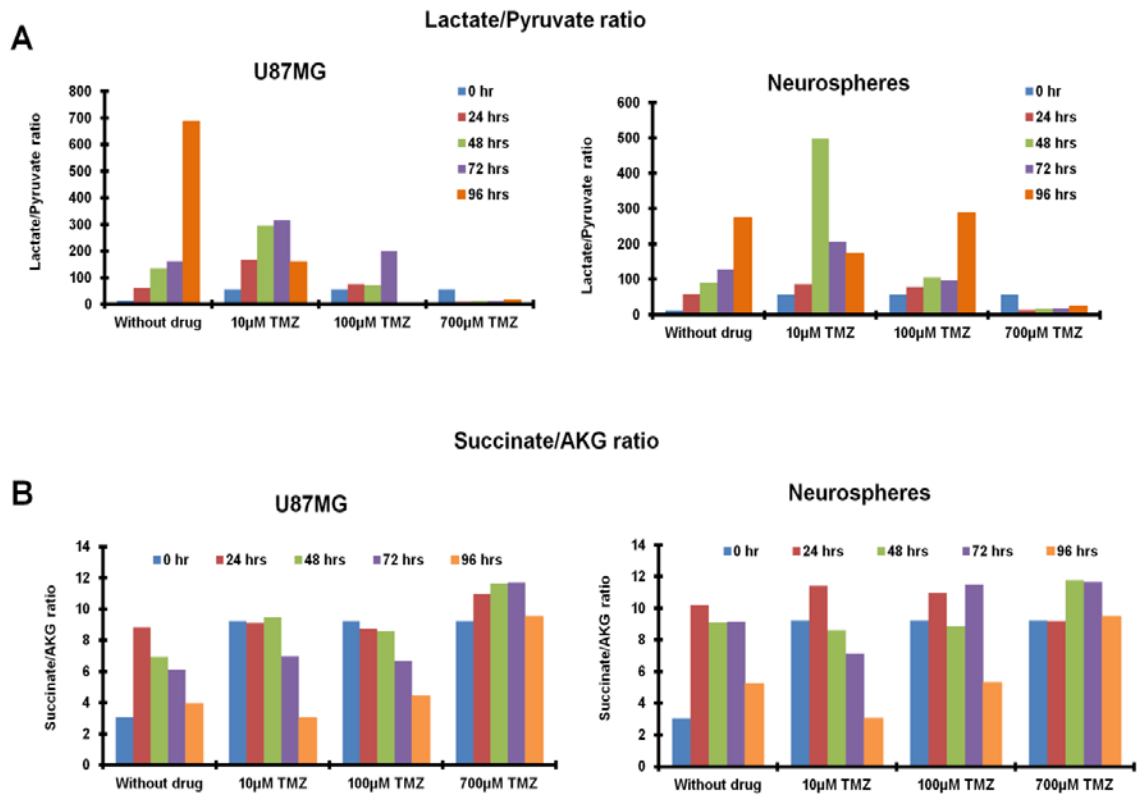 Lactate/Pyruvate ratio
A
U87MG
Lactate/Pyruvate ratio
800
700
600
500
400
300
200
100
0
0 hr
24 hrs
48 hrs
72 hrs
96 hrs
Without drug 10µM TMZ 100µM TMZ 700µM TMZ
Neurospheres
Lactate/Pyruvate ratio
600
500
400
300
200
100
0
0 hr
24 hrs
48 hrs
72 hrs
96 hrs
Without drug 10µM TMZ 100µM TMZ 700µM TMZ
Succinate/AKG ratio
B
U87MG
Succinate/AKG ratio
14
12
10
8
6
4
2
0
0 hr 24 hrs 48 hrs 72 hrs 96 hrs
Without drug 10µM TMZ 100µM TMZ 700µM TMZ
Neurospheres
Succinate/AKG ratio
14
12
10
8
6
4
2
0
0 hr 24 hrs 48 hrs 72 hrs 96 hrs
Without drug 10µM TMZ 100µM TMZ 700µM TMZ